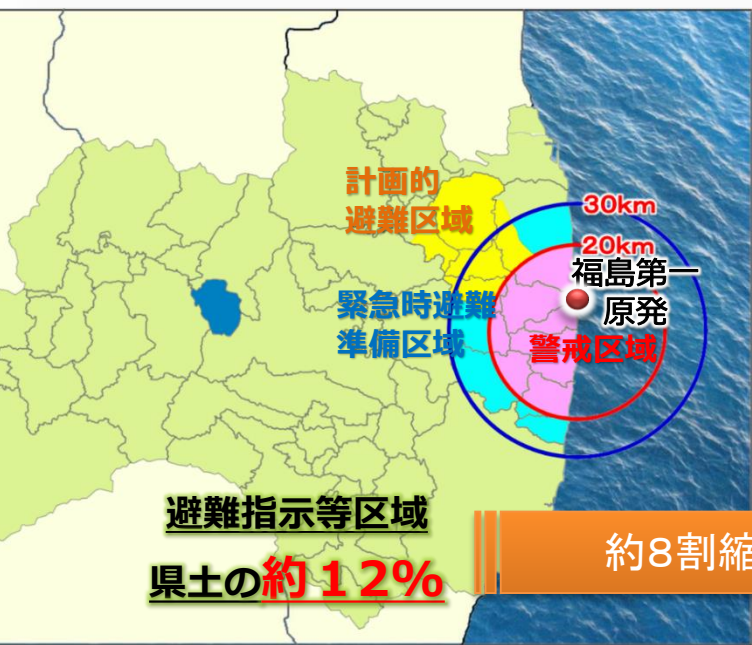 計画的
避難区域
30km
20km
福島第一
原発
緊急時避難
準備区域
警戒区域
避難指示等区域
県土の約12%
約8割縮